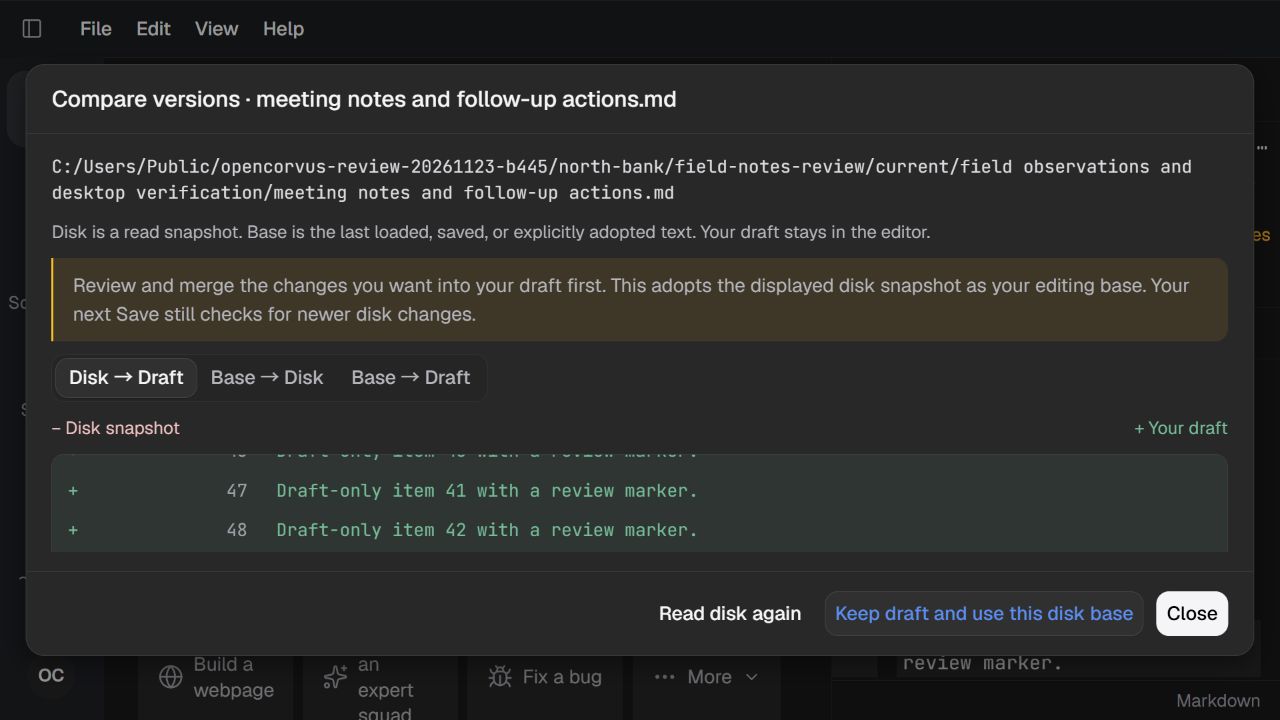 File Edit View Help
Compare versions · meeting notes and follow-up actions.md
C:/Users/Public/opencorvus-review-20261123-b445/north-bank/field-notes-review/current/field observations and
desktop verification/meeting notes and follow-up actions.md
Disk is a read snapshot. Base is the last loaded, saved, or explicitly adopted text. Your draft stays in the editor.
Review and merge the changes you want into your draft first. This adopts the displayed disk snapshot as your editing base. Your
next Save still checks for newer disk changes.
Disk → Draft Base → Disk Base → Draft
– Disk snapshot + Your draft
+ 47 Draft-only item 41 with a review marker.
+ 48 Draft-only item 42 with a review marker.
Read disk again Keep draft and use this disk base Close
OC
Build a
webpage
an
expert
squad
Fix a bug
··· More
review marker.
Markdown